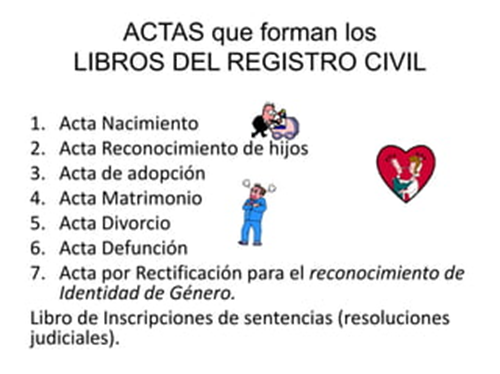 ACTAS que forman los
LIBROS DEL REGISTRO CIVIL
1. Acta Nacimiento
2. Acta Reconocimiento de hijos
3. Acta de adopción
4. Acta Matrimonio
5. Acta Divorcio
6. Acta Defunción
7. Acta por Rectificación para el reconocimiento de
Identidad de Género.
Libro de Inscripciones de sentencias (resoluciones
judiciales).